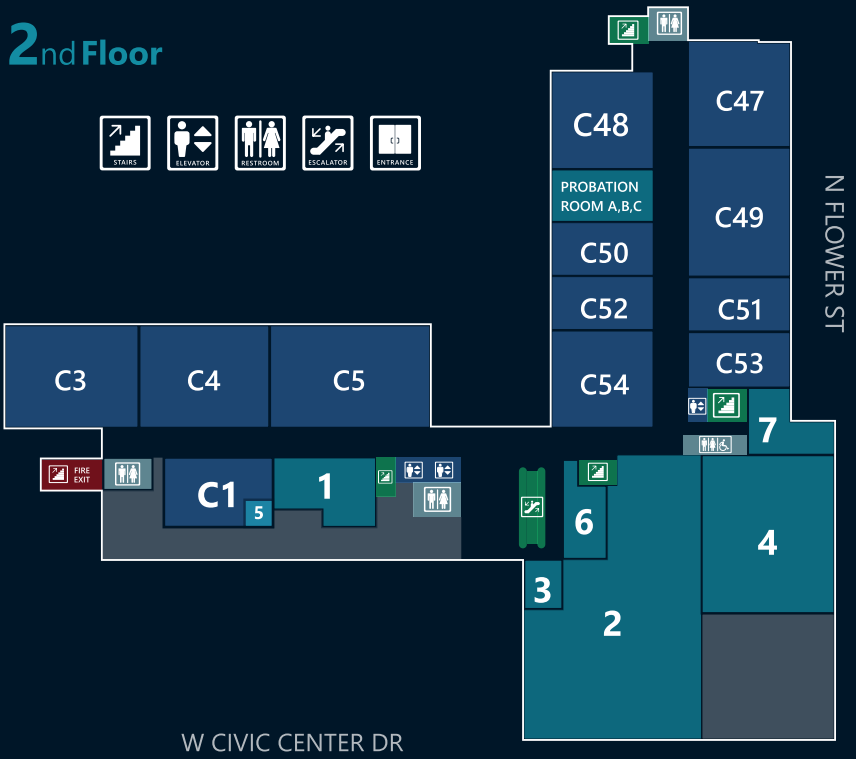 2nd Floor
STAIRS
ELEVATOR
RESTROOM
ESCALATOR
ENTRANCE
C47
C48
PROBATION
ROOM A,B,C
C49
C50
C52
C51
C54
C53
N FLOWER ST
C3
C4
C5
7
FIRE
EXIT
C1
5
1
6
4
3
2
W CIVIC CENTER DR